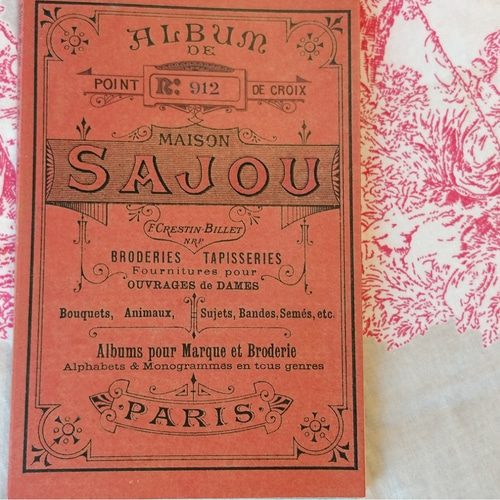 ALBUM
DE
POINT Nº: 912 DE CROIX
MAISON
SAJOU
F. CRESTIN-BILLET
NRE
BRODERIES TAPISSERIES
Fournitures pour
OUVRAGES de DAMES
Bouquets, Animaux, Sujets, Bandes, Semés, etc.
Albums pour Marque et Broderie
Alphabets & Monogrammes en tous genres
PARIS